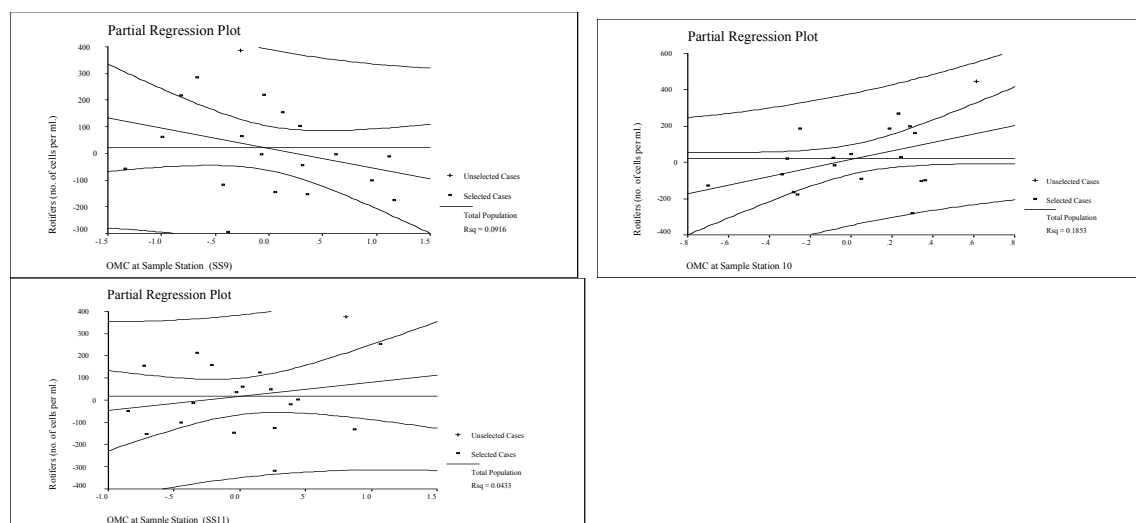 Partial Regression Plot
Rotifers (no. of cells per ml.)
400
300
200
100
0
-100
-200
-300
-1.5
-1.0
-.5
0.0
.5
1.0
1.5
OMC at Sample Station (SS9)
Unselected Cases
Selected Cases
Total Population
Rsq = 0.0916
Partial Regression Plot
Rotifers (no. of cells per ml.)
600
400
200
0
-200
-400
-.8
-.6
-.4
-.2
0.0
.2
.4
.6
.8
OMC at Sample Station 10
Unselected Cases
Selected Cases
Total Population
Rsq = 0.1853
Partial Regression Plot
Rotifers (no. of cells per ml.)
400
300
200
100
0
-100
-200
-300
-400
-1.0
-.5
0.0
.5
1.0
1.5
OMC at Sample Station (SS11)
Unselected Cases
Selected Cases
Total Population
Rsq = 0.0433